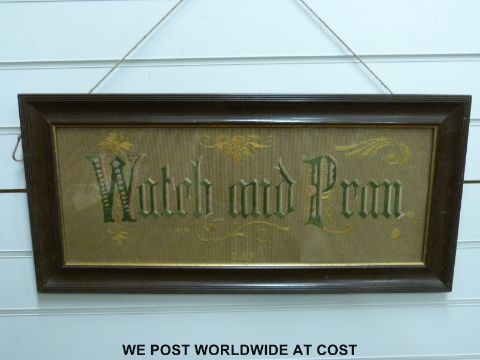 Watch and Pray
WE POST WORLDWIDE AT COST